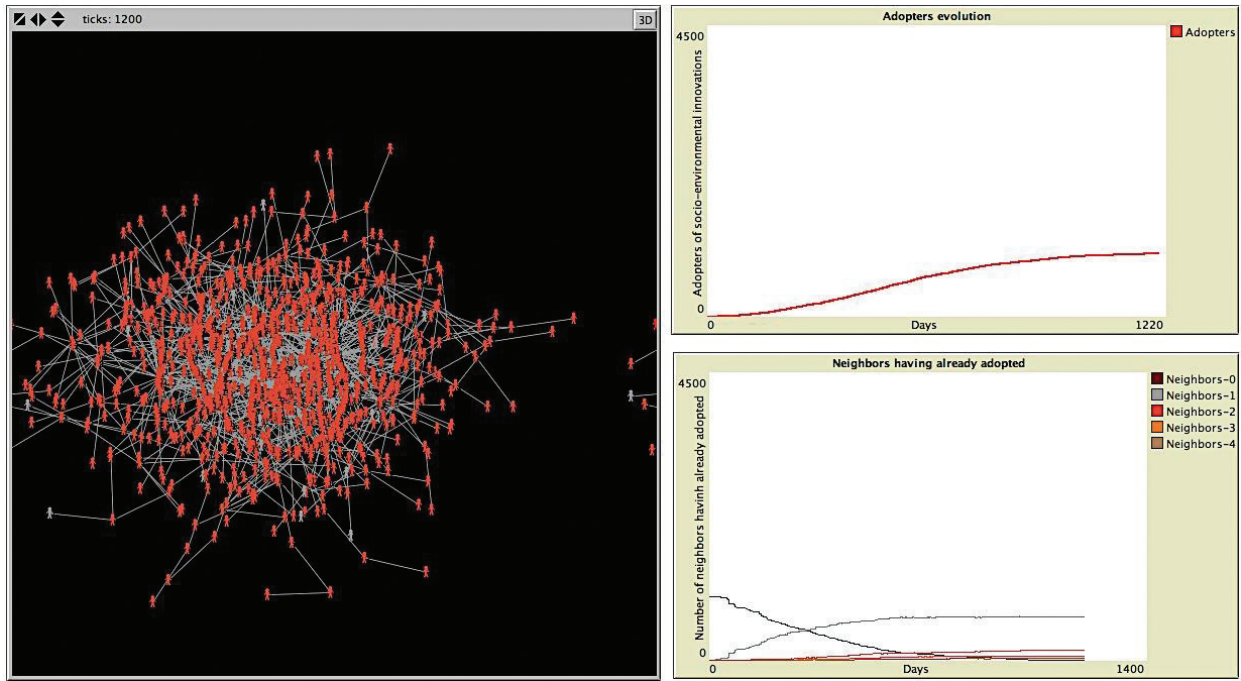 ticks: 1200
3D
Adopters evolution
4500
Adopters of socio-environmental innovations
0
0
Days
1220
Adopters
Neighbors having already adopted
4500
Number of neighbors havinh already adopted
0
0
Days
1400
Neighbors-0
Neighbors-1
Neighbors-2
Neighbors-3
Neighbors-4